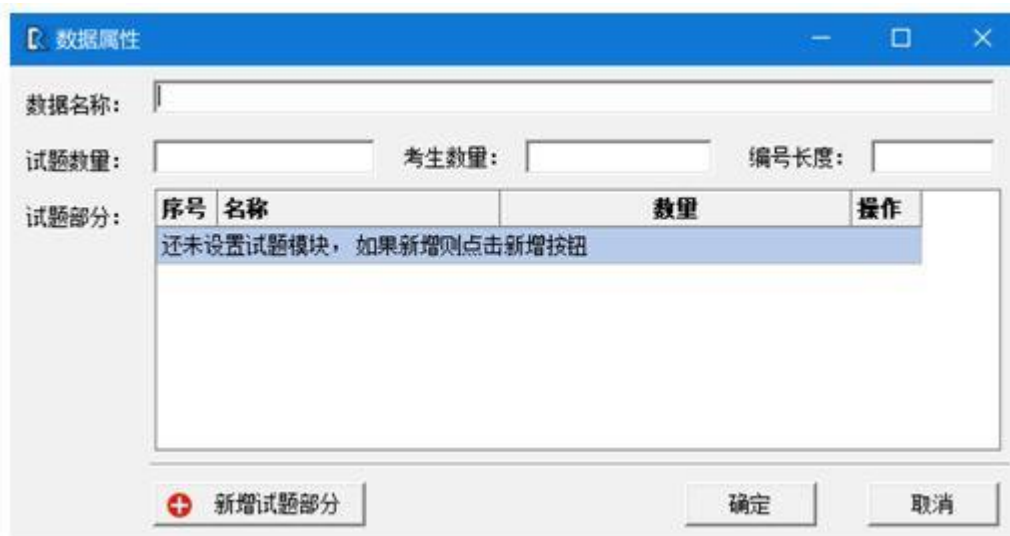 数据属性
数据名称：
试题数量： 考生数量： 编号长度：
试题部分： 序号 名称 数量 操作
还未设置试题模块，如果新增则点击新增按钮
新增试题部分 确定 取消